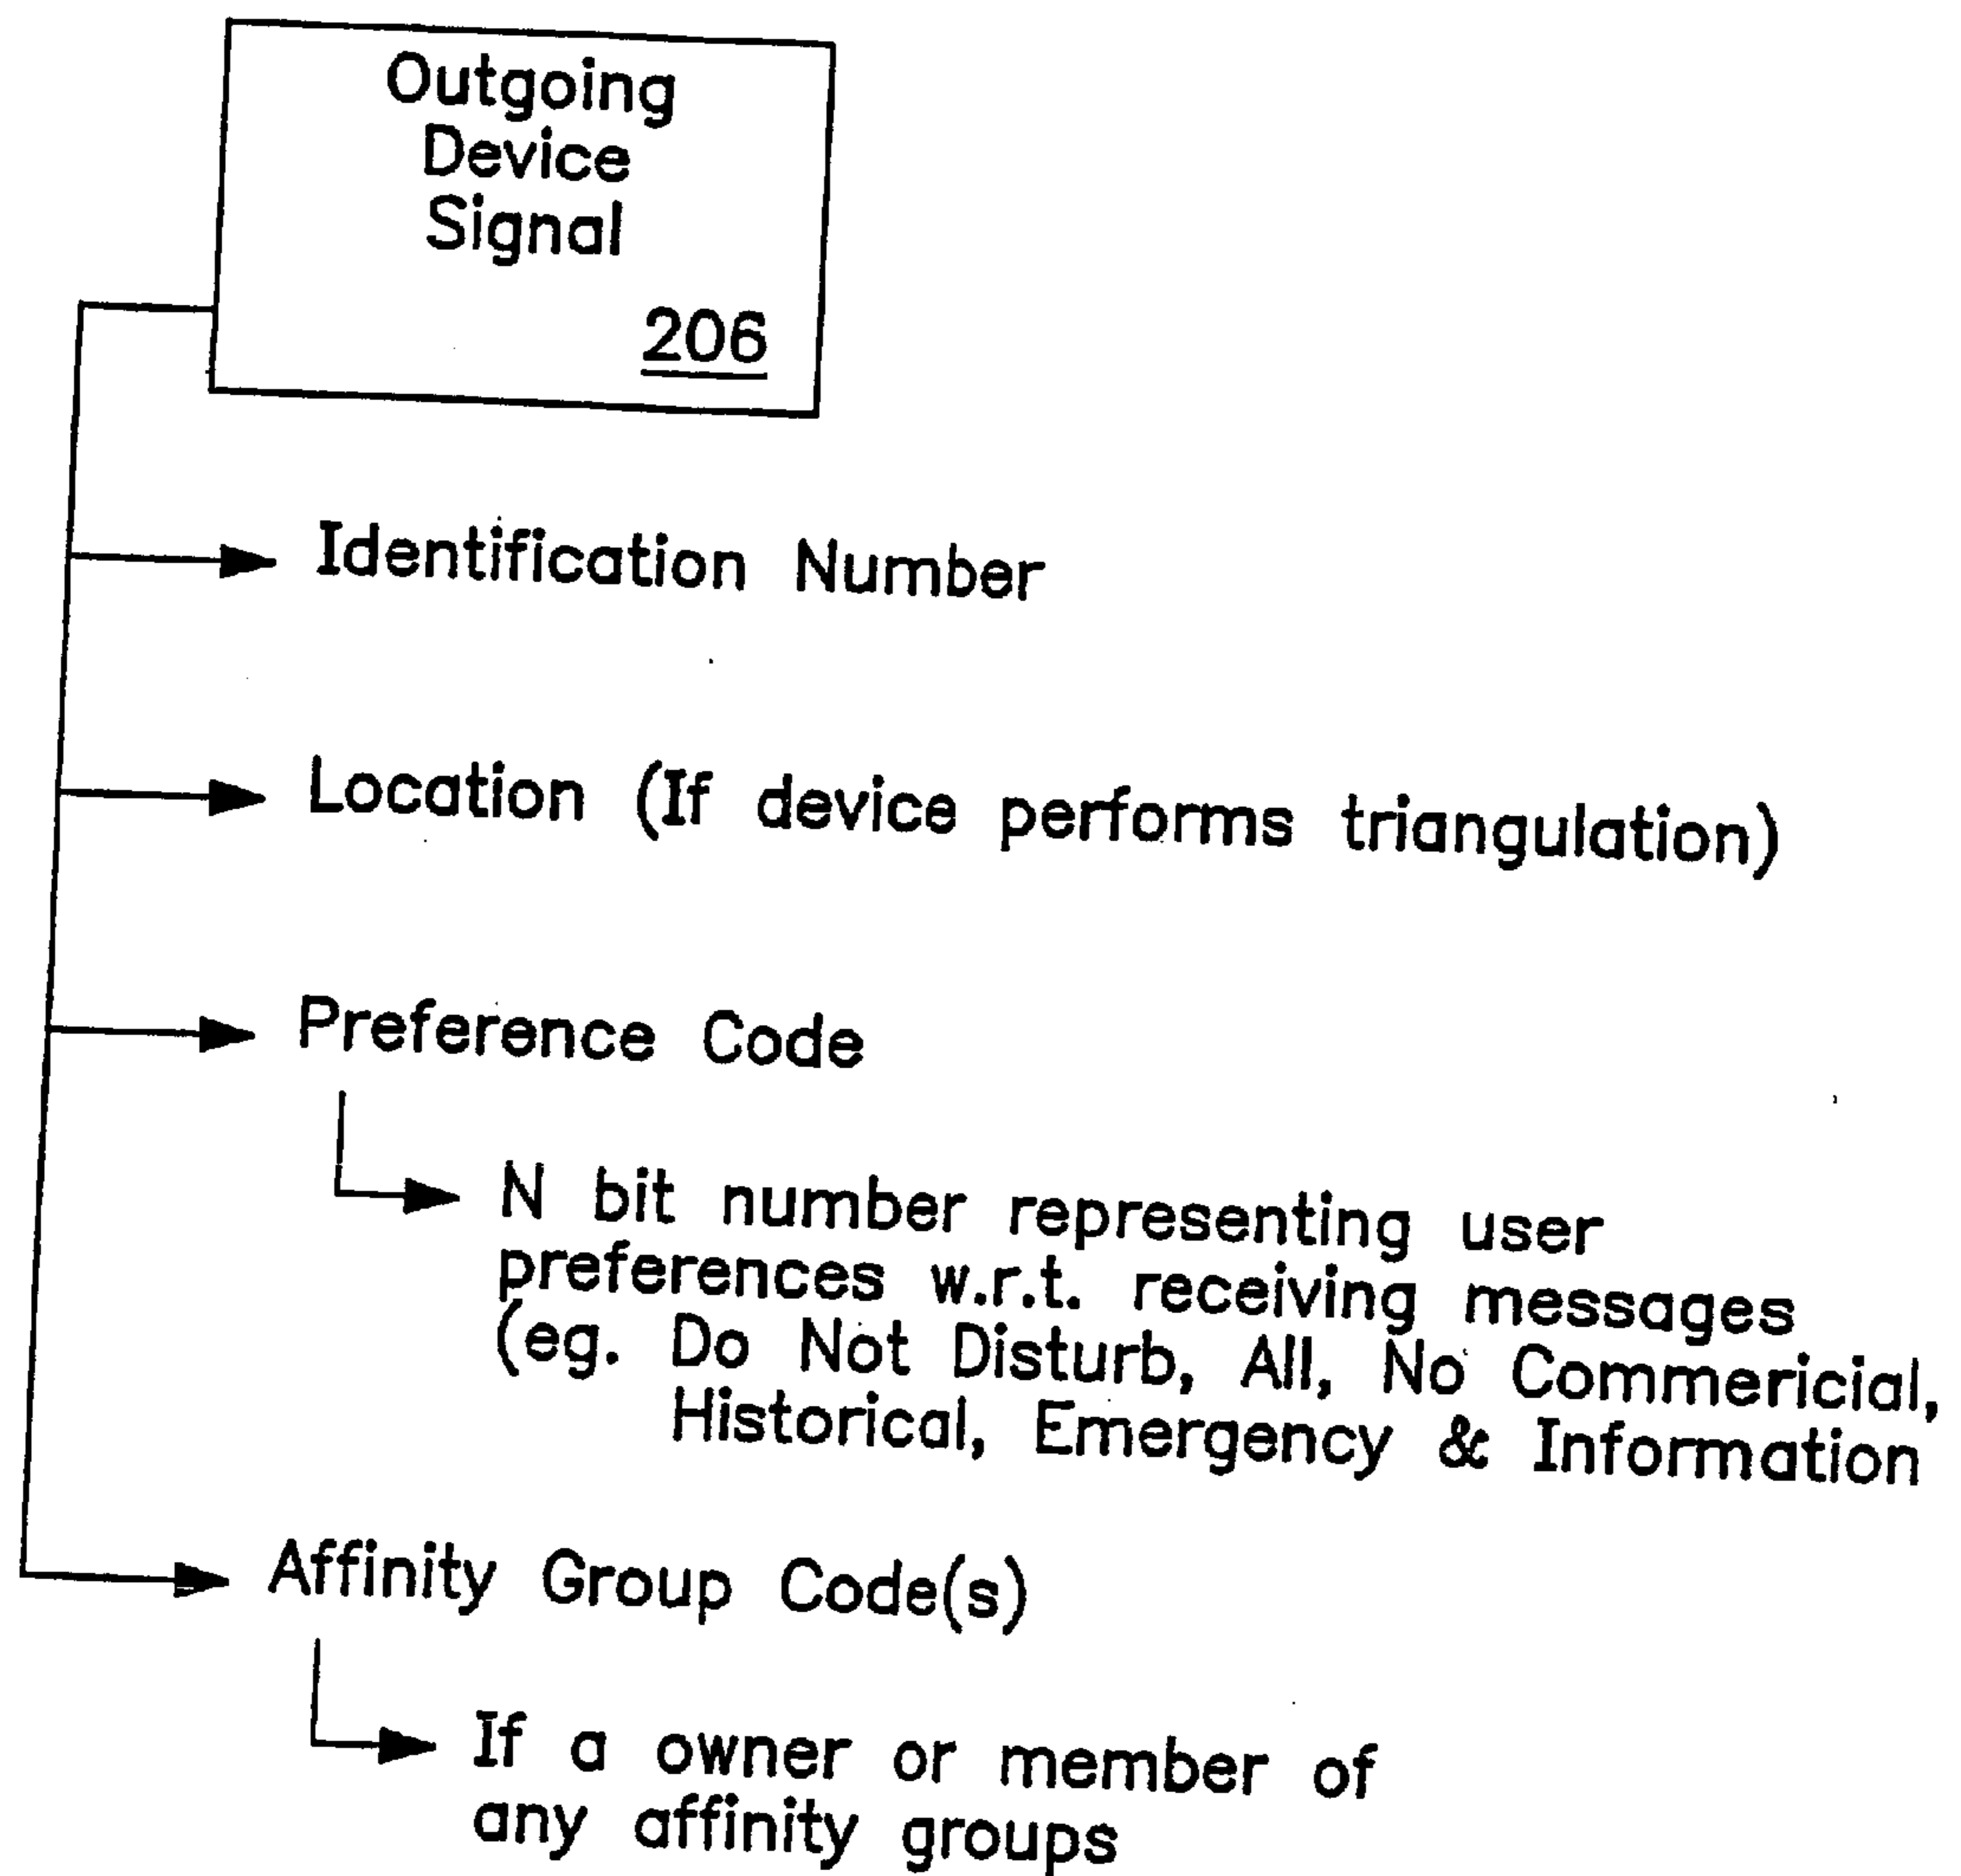 Outgoing
Device
Signal
206
Identification Number
Location (If device performs triangulation)
Preference Code
N bit number representing user
preferences w.r.t. receiving messages
(eg. Do Not Disturb, All, No Commericial,
Historical, Emergency & Information
Affinity Group Code(s)
If a owner or member of
any affinity groups